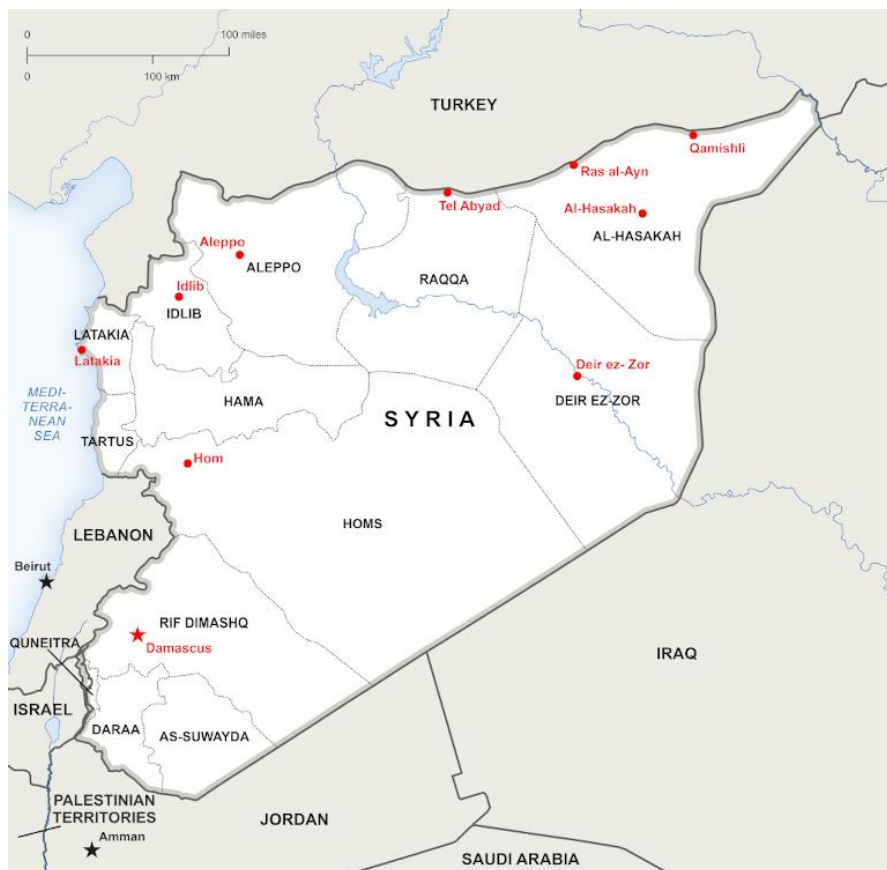 0
100 miles
0
100 km
TURKEY
Qamishli
Ras al-Ayn
Tel Abyad
Al-Hasakah
AL-HASAKAH
Aleppo
ALEPPO
RAQQA
Idlib
IDLIB
LATAKIA
Latakia
Deir ez- Zor
DEIR EZ-ZOR
MEDI-
TERRA-
NEAN
SEA
HAMA
SYRIA
TARTUS
Hom
HOMS
LEBANON
Beirut
RIF DIMASHQ
Damascus
QUNEITRA
IRAQ
ISRAEL
DARAA
AS-SUWAYDA
PALESTINIAN
TERRITORIES
Amman
JORDAN
SAUDI ARABIA